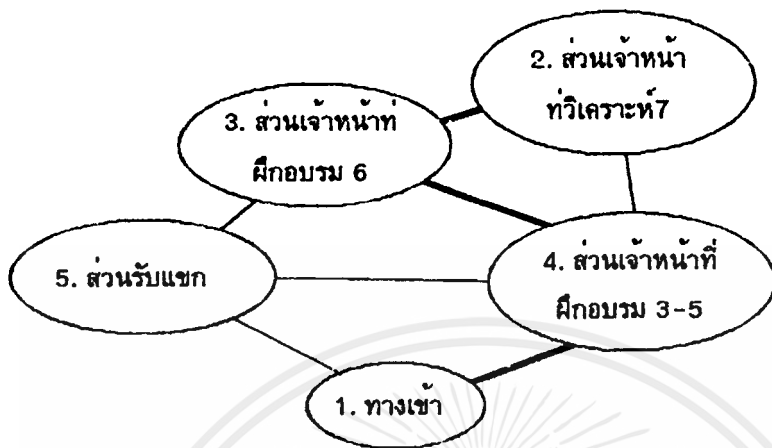 2. ส่วนเจ้าหน้า
ที่วิเคราะห์7
3. ส่วนเจ้าหน้าที่
ฝึกอบรม 6
5. ส่วนรับแขก
4. ส่วนเจ้าหน้าที่
ฝึกอบรม 3-5
1. ทางเข้า